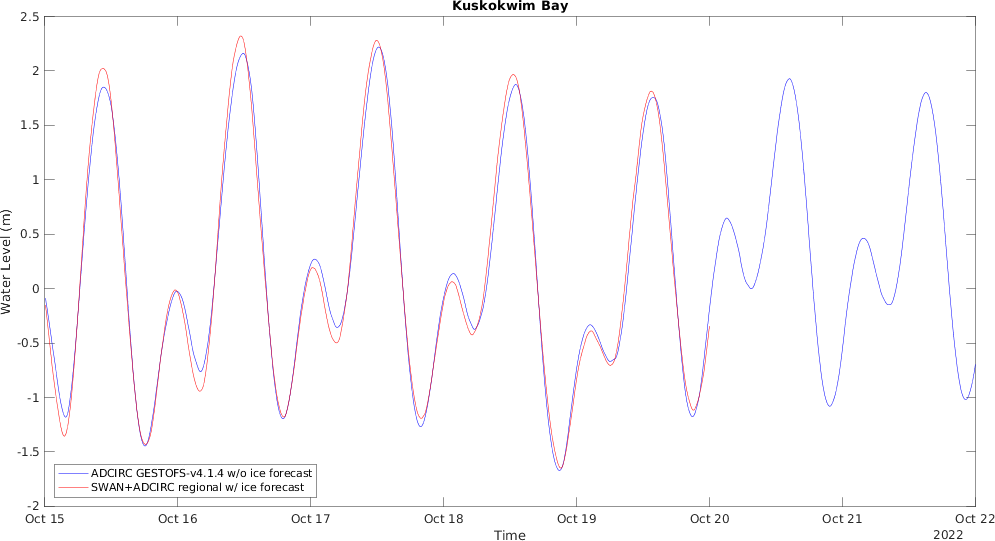 Kuskokwim Bay
2.5
2
1.5
1
0.5
0
-0.5
-1
-1.5
-2
Water Level (m)
ADCIRC GESTOFS-v4.1.4 w/o ice forecast
SWAN+ADCIRC regional w/ ice forecast
Oct 15 Oct 16 Oct 17 Oct 18 Oct 19 Oct 20 Oct 21 Oct 22
Time
2022